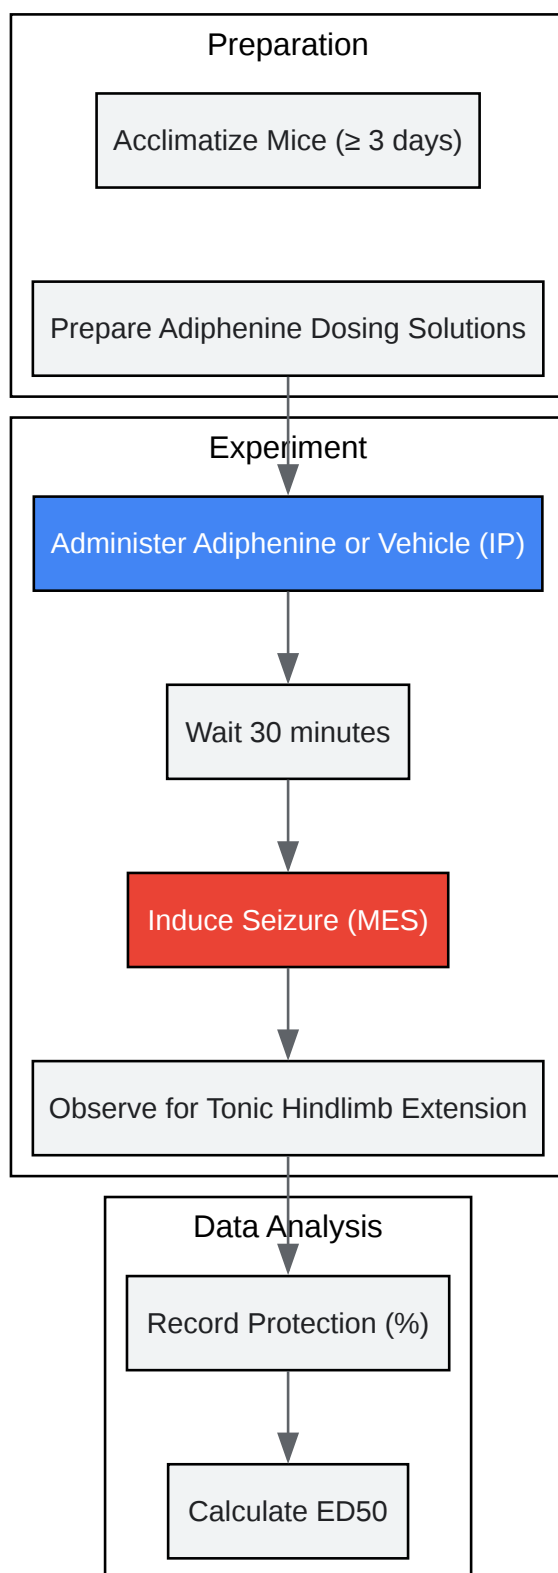 Preparation
Acclimatize Mice (≥ 3 days)
Prepare Adiphenine Dosing Solutions
Experiment
Administer Adiphenine or Vehicle (IP)
Wait 30 minutes
Induce Seizure (MES)
Observe for Tonic Hindlimb Extension
Data Analysis
Record Protection (%)
Calculate ED50